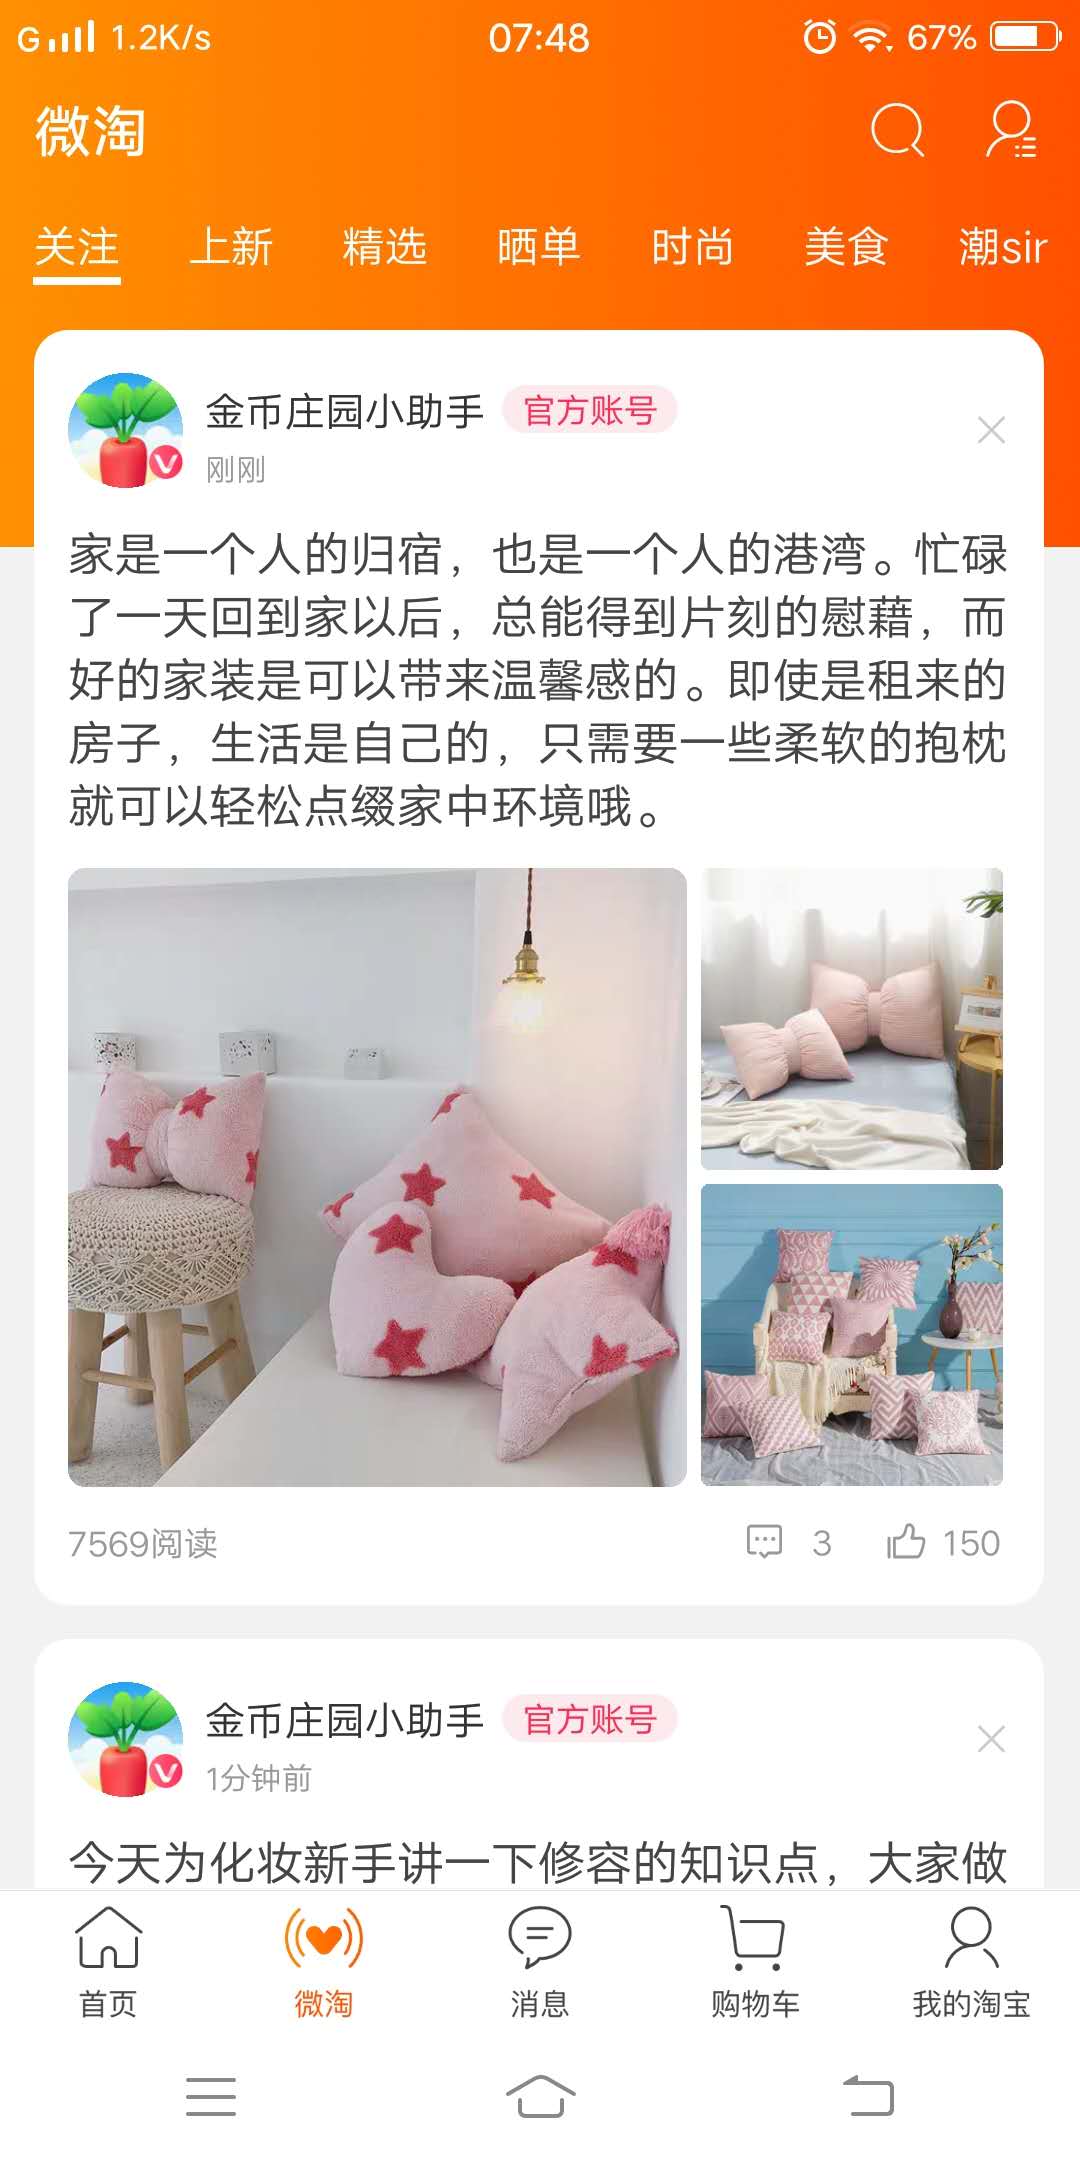 G 1.2K/s 07:48 67%
微淘
关注 上新 精选 晒单 时尚 美食 潮sir
金币庄园小助手 官方账号
刚刚
家是一个人的归宿，也是一个人的港湾。忙碌
了一天回到家以后，总能得到片刻的慰藉，而
好的家装是可以带来温馨感的。即使是租来的
房子，生活是自己的，只需要一些柔软的抱枕
就可以轻松点缀家中环境哦。
7569阅读 3 150
金币庄园小助手 官方账号
1分钟前
今天为化妆新手讲一下修容的知识点，大家做
首页 微淘 消息 购物车 我的淘宝